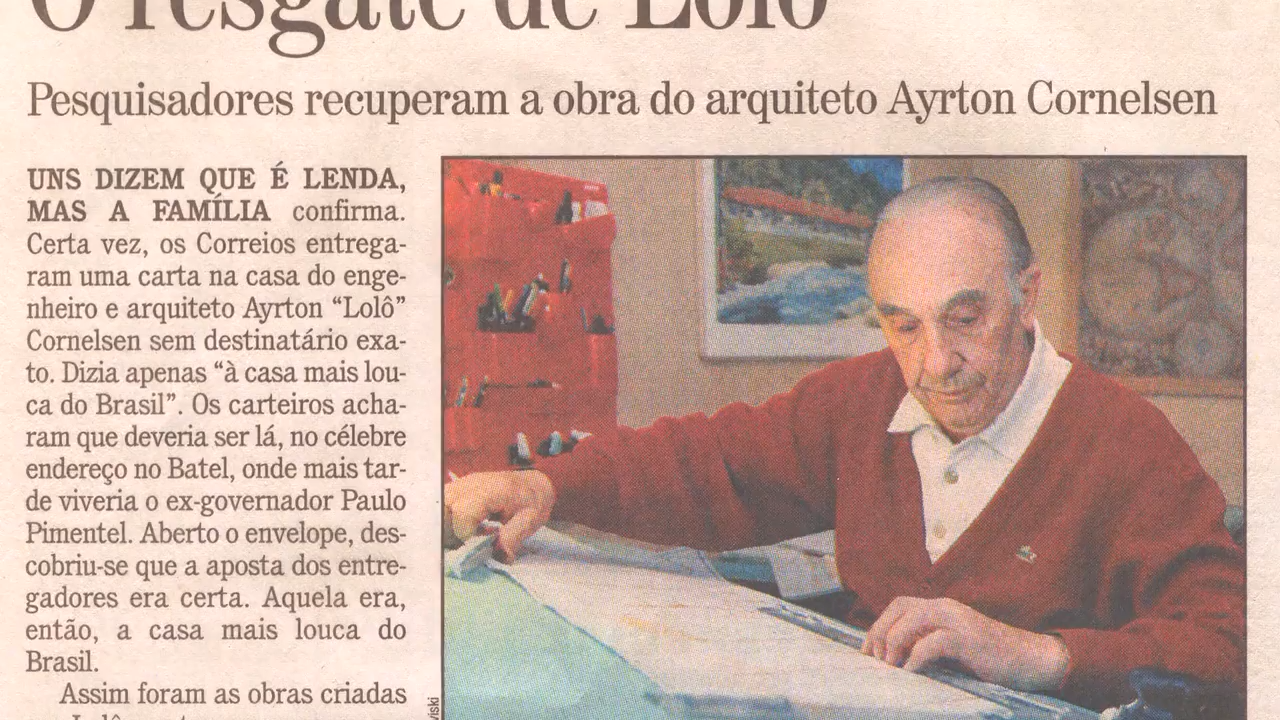 O resgate de Lolô
Pesquisadores recuperam a obra do arquiteto Ayrton Cornelsen
UNS DIZEM QUE É LENDA,
MAS A FAMÍLIA confirma.
Certa vez, os Correios entrega-
ram uma carta na casa do enge-
nheiro e arquiteto Ayrton “Lolô”
Cornelsen sem destinatário exa-
to. Dizia apenas “à casa mais lou-
ca do Brasil”. Os carteiros acha-
ram que deveria ser lá, no célebre
endereço no Batel, onde mais tar-
de viveria o ex-governador Paulo
Pimentel. Aberto o envelope, des-
cobriu-se que a aposta dos entre-
gadores era certa. Aquela era,
então, a casa mais louca do
Brasil.
Assim foram as obras criadas